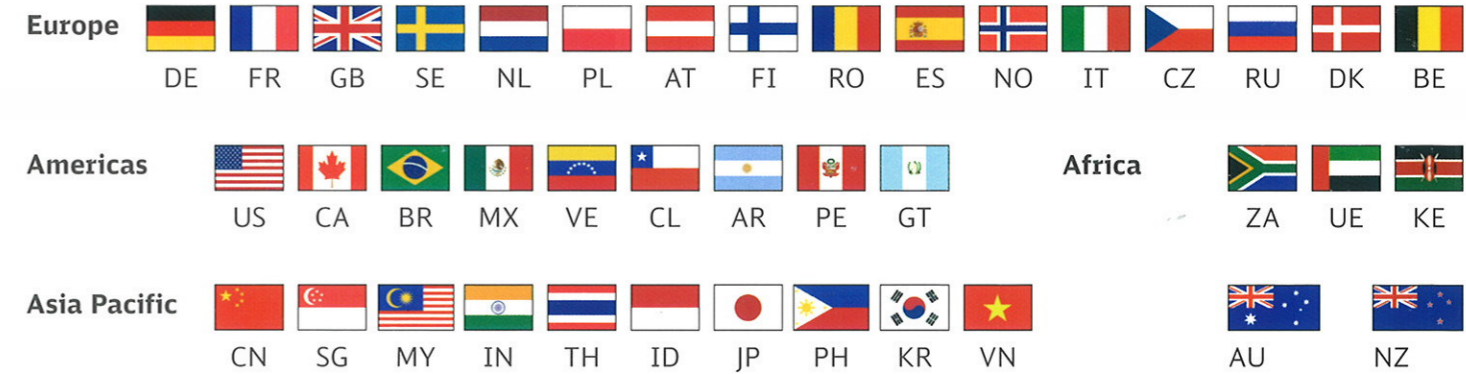 Europe
DE FR GB SE NL PL AT FI RO ES NO IT CZ RU DK BE
Americas
US CA BR MX VE CL AR PE GT
Africa
ZA UE KE
Asia Pacific
CN SG MY IN TH ID JP PH KR VN
AU NZ